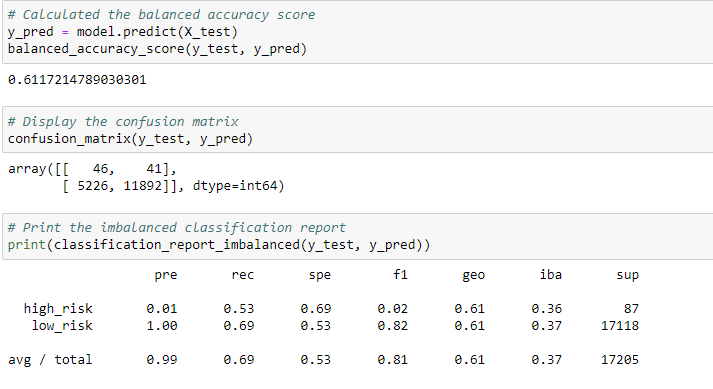 # Calculated the balanced accuracy score
y_pred = model.predict(X_test)
balanced_accuracy_score(y_test, y_pred)
0.6117214789030301
# Display the confusion matrix
confusion_matrix(y_test, y_pred)
array([[   46,    41],
       [ 5226, 11892]], dtype=int64)
# Print the imbalanced classification report
print(classification_report_imbalanced(y_test, y_pred))
                   pre       rec       spe        f1       geo       iba       sup
  high_risk       0.01      0.53      0.69      0.02      0.61      0.36        87
   low_risk       1.00      0.69      0.53      0.82      0.61      0.37     17118
avg / total       0.99      0.69      0.53      0.81      0.61      0.37     17205